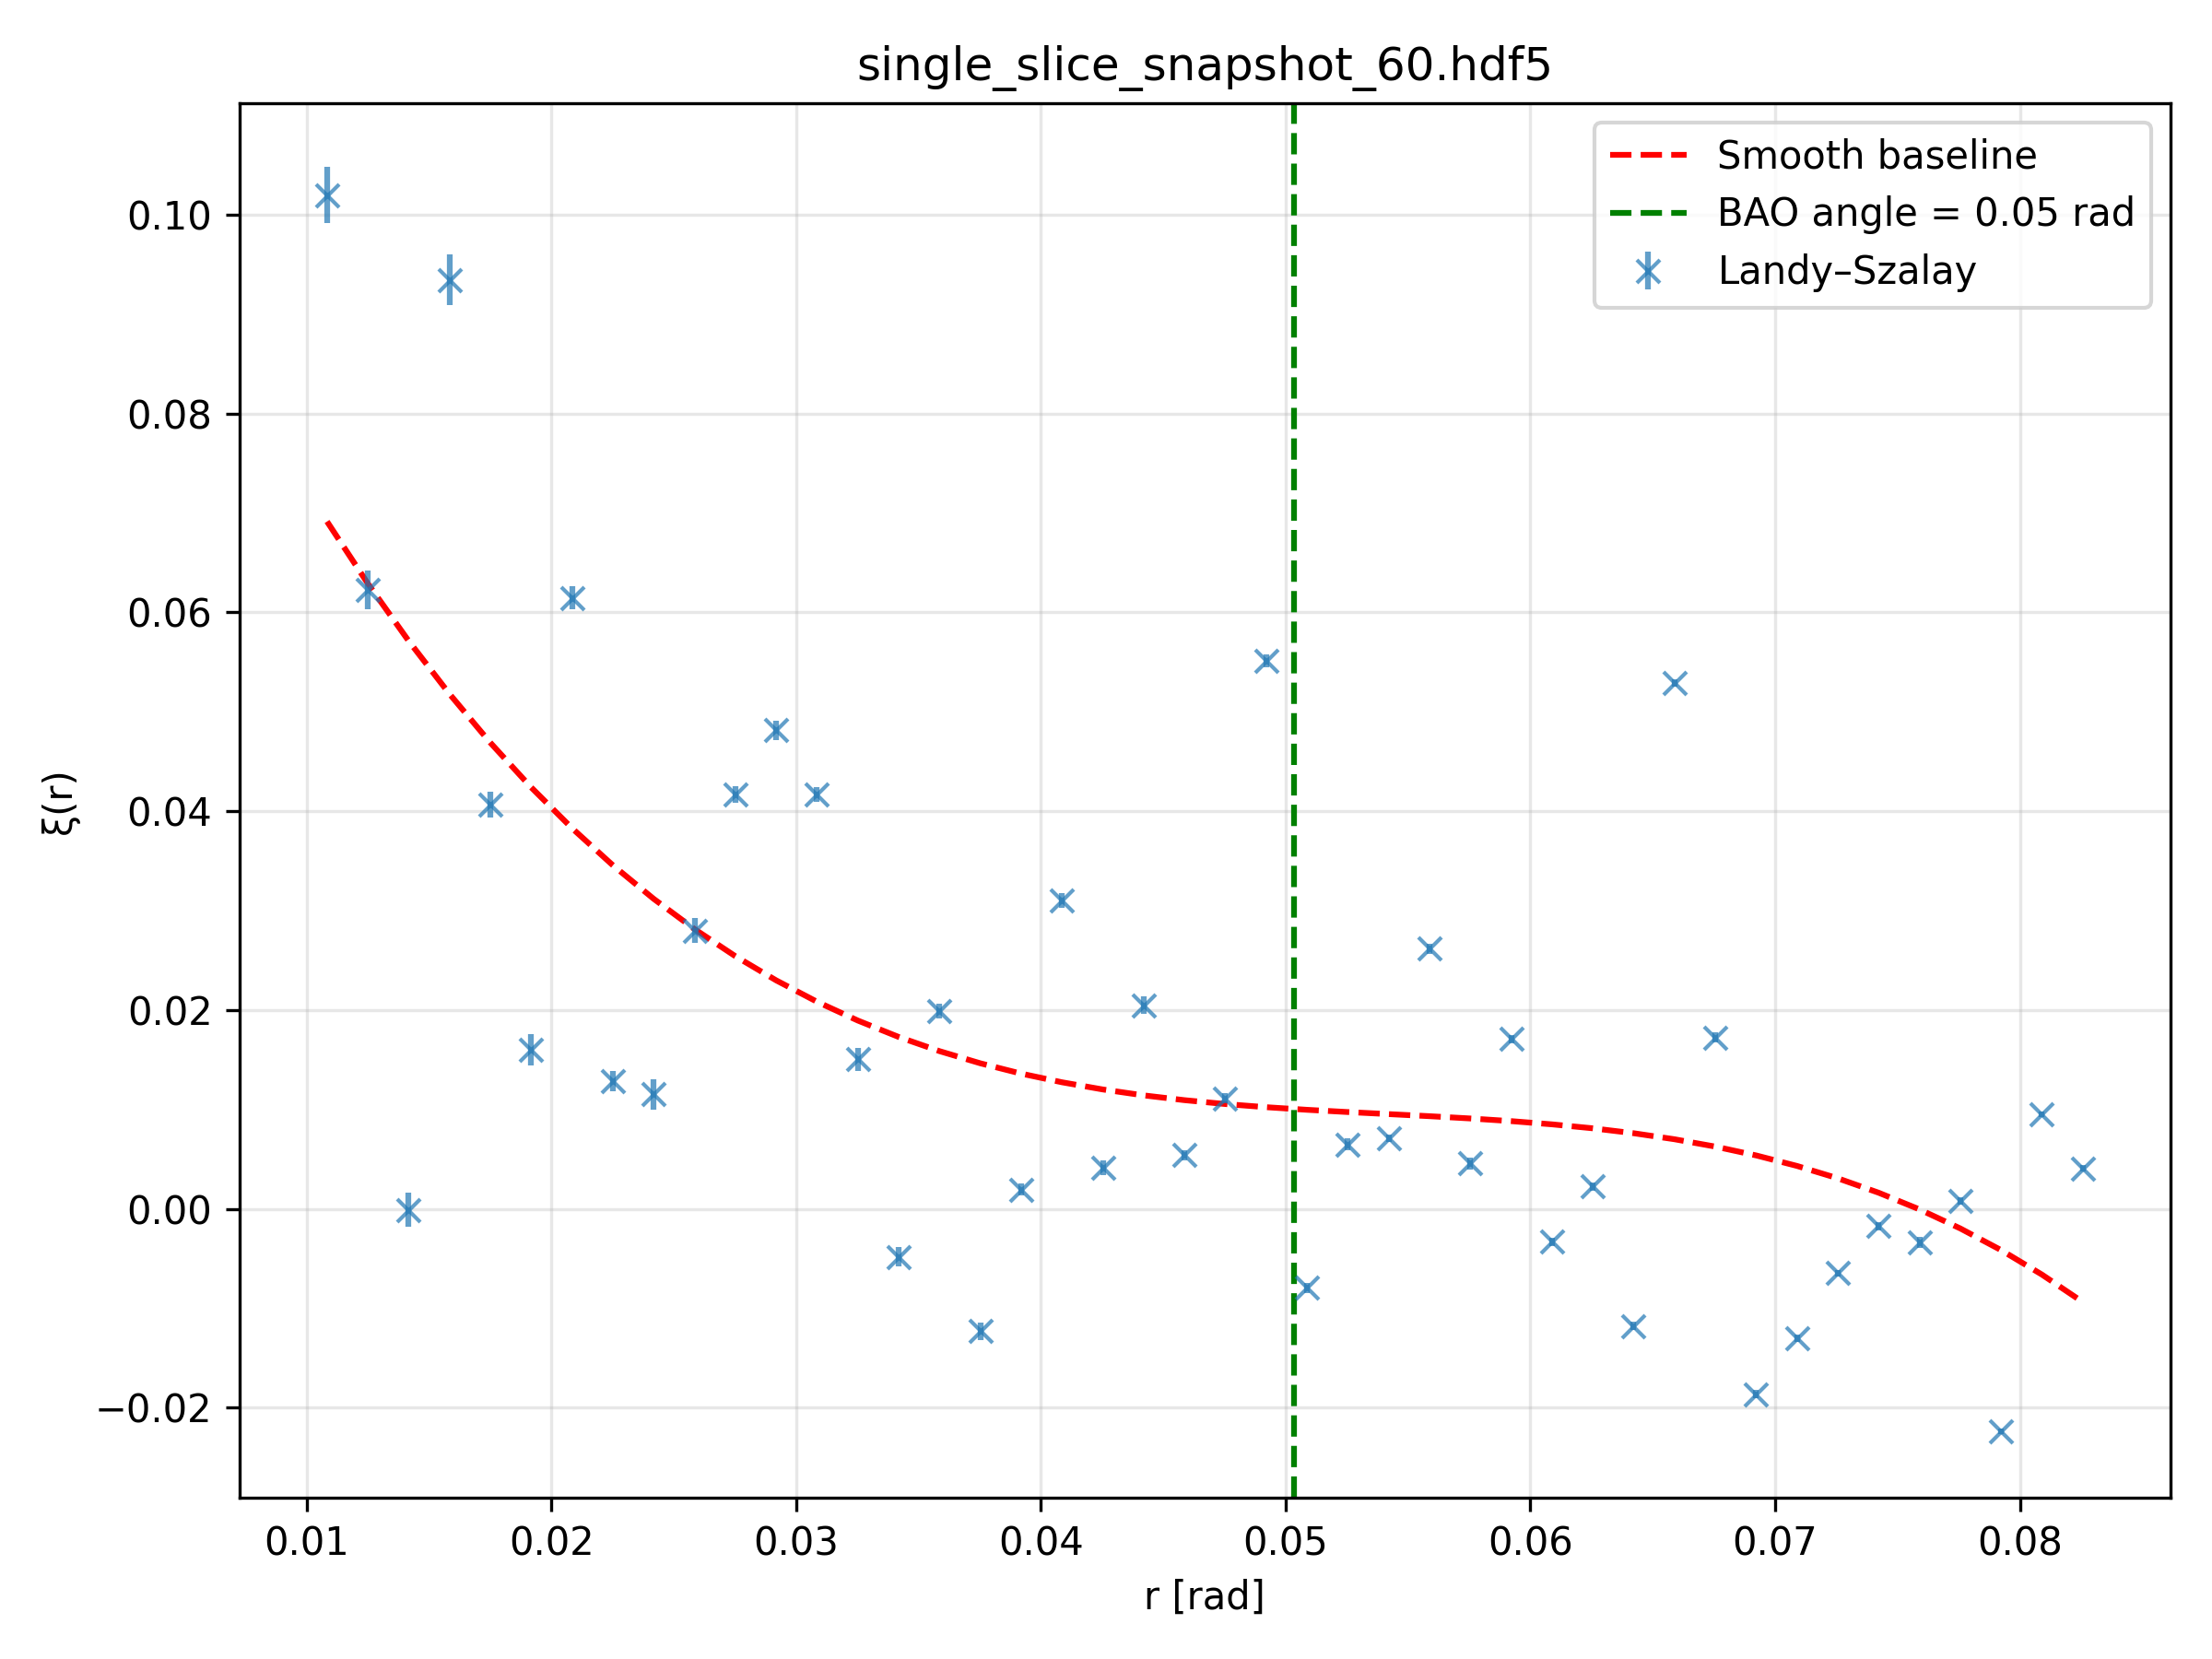 single_slice_snapshot_60.hdf5
Smooth baseline
BAO angle = 0.05 rad
Landy–Szalay
0.10
0.08
0.06
0.04
0.02
0.00
−0.02
ξ(r)
0.01 0.02 0.03 0.04 0.05 0.06 0.07 0.08
r [rad]